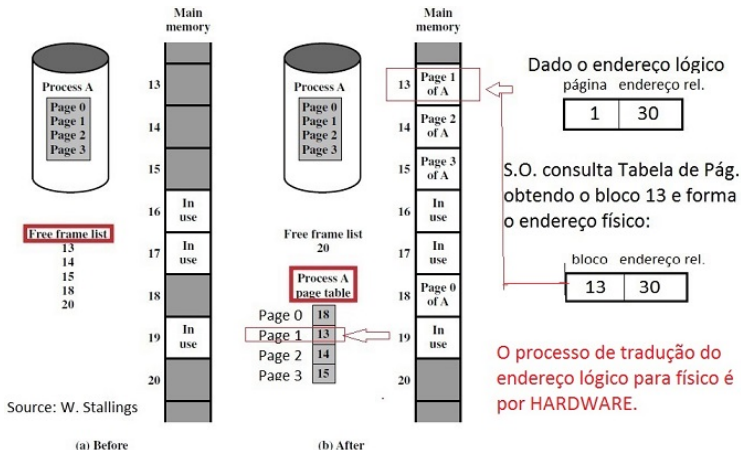 Main
memory
Process A
Page 0
Page 1
Page 2
Page 3
Free frame list
13
14
15
18
20
13
14
15
16
In
use
17
In
use
18
19
In
use
20
Source: W. Stallings
(a) Before
Main
memory
Process A
Page 0
Page 1
Page 2
Page 3
Free frame list
20
Process A
page table
Page 0 18
Page 1 13
Page 2 14
Page 3 15
13
Page 1
of A
14
Page 2
of A
15
Page 3
of A
16
In
use
17
In
use
18
Page 0
of A
19
In
use
20
(b) After
Dado o endereço lógico
página endereço rel.
1 30
S.O. consulta Tabela de Pág.
obtendo o bloco 13 e forma
o endereço físico:
bloco endereço rel.
13 30
O processo de tradução do
endereço lógico para físico é
por HARDWARE.